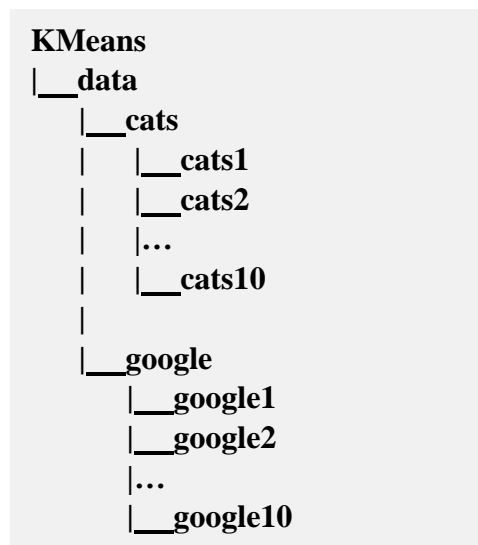 KMeans
|__data
|__cats
| |__cats1
| |__cats2
| |…
| |__cats10
|
|__google
|__google1
|__google2
|…
|__google10